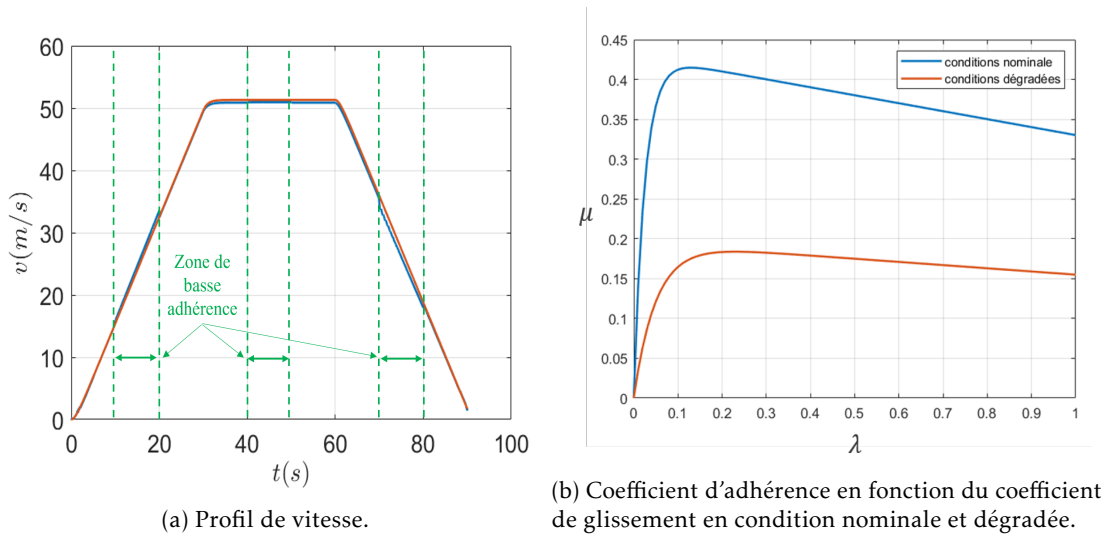 60
50
40
30
20
10
0
0
20
40
60
80
100
v(m/s)
t(s)
Zone de
basse
adhérence
(a) Profil de vitesse.
0.45
0.4
0.35
0.3
0.25
0.2
0.15
0.1
0.05
0
0
0.1
0.2
0.3
0.4
0.5
0.6
0.7
0.8
0.9
1
μ
λ
conditions nominale
conditions dégradées
(b) Coefficient d'adhérence en fonction du coefficient
de glissement en condition nominale et dégradée.